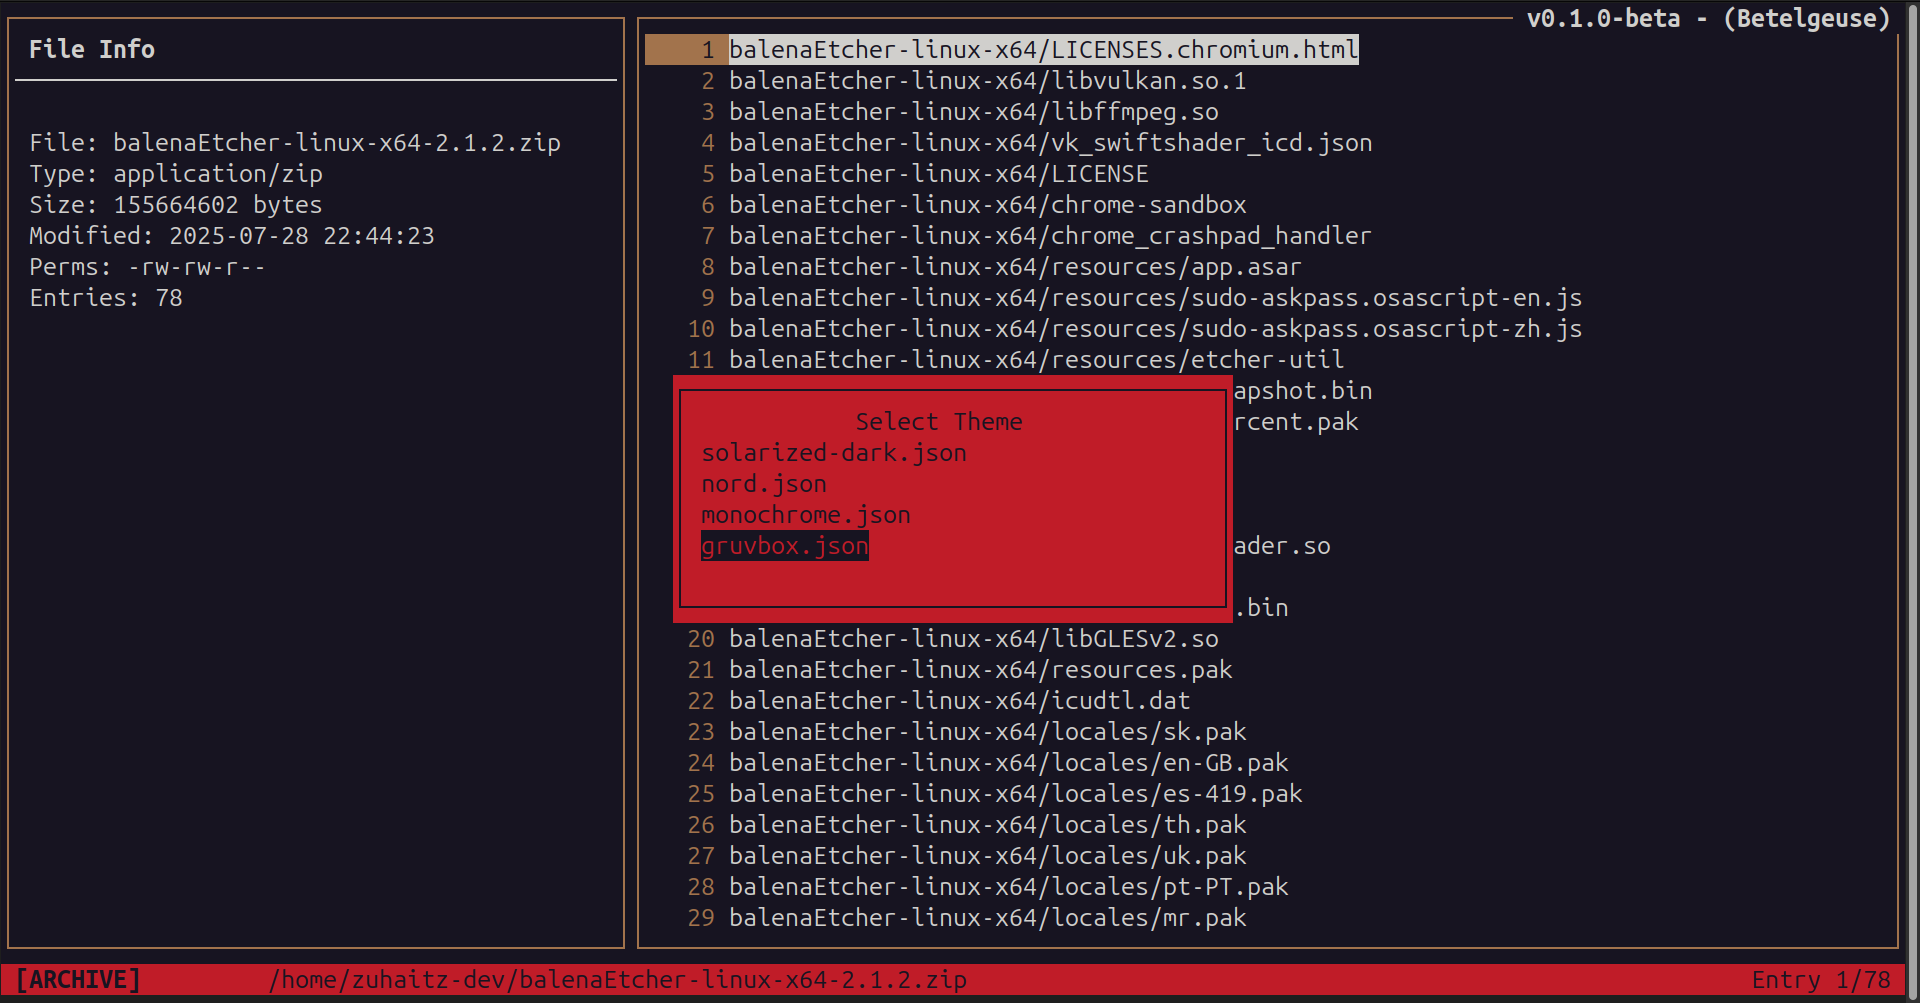 v0.1.0-beta - (Betelgeuse)
File Info
File: balenaEtcher-linux-x64-2.1.2.zip
Type: application/zip
Size: 155664602 bytes
Modified: 2025-07-28 22:44:23
Perms: -rw-rw-r--
Entries: 78
1 balenaEtcher-linux-x64/LICENSES.chromium.html
2 balenaEtcher-linux-x64/libvulkan.so.1
3 balenaEtcher-linux-x64/libffmpeg.so
4 balenaEtcher-linux-x64/vk_swiftshader_icd.json
5 balenaEtcher-linux-x64/LICENSE
6 balenaEtcher-linux-x64/chrome-sandbox
7 balenaEtcher-linux-x64/chrome_crashpad_handler
8 balenaEtcher-linux-x64/resources/app.asar
9 balenaEtcher-linux-x64/resources/sudo-askpass.osascript-en.js
10 balenaEtcher-linux-x64/resources/sudo-askpass.osascript-zh.js
11 balenaEtcher-linux-x64/resources/etcher-util
apshot.bin
rcent.pak
ader.so
.bin
Select Theme
solarized-dark.json
nord.json
monochrome.json
gruvbox.json
20 balenaEtcher-linux-x64/libGLESv2.so
21 balenaEtcher-linux-x64/resources.pak
22 balenaEtcher-linux-x64/icudtl.dat
23 balenaEtcher-linux-x64/locales/sk.pak
24 balenaEtcher-linux-x64/locales/en-GB.pak
25 balenaEtcher-linux-x64/locales/es-419.pak
26 balenaEtcher-linux-x64/locales/th.pak
27 balenaEtcher-linux-x64/locales/uk.pak
28 balenaEtcher-linux-x64/locales/pt-PT.pak
29 balenaEtcher-linux-x64/locales/mr.pak
[ARCHIVE] /home/zuhaitz-dev/balenaEtcher-linux-x64-2.1.2.zip Entry 1/78